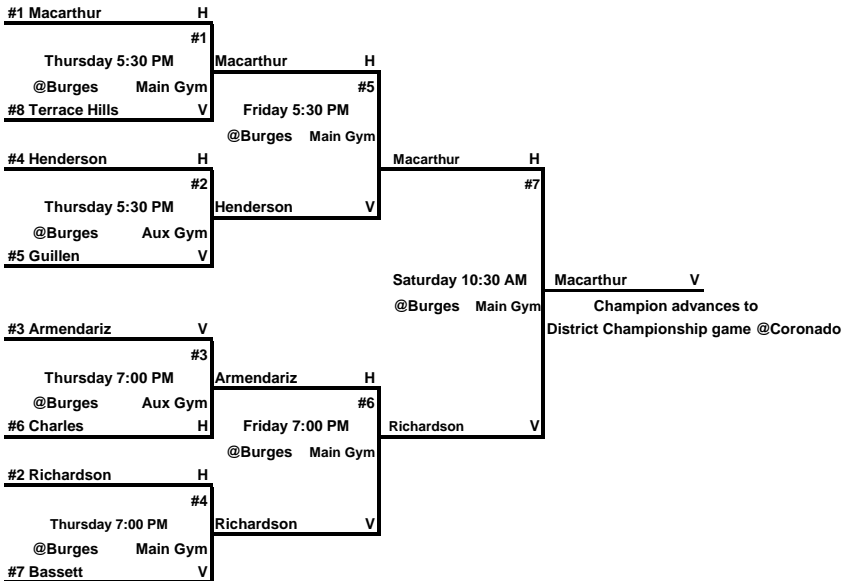 #1 Macarthur H
#1
Thursday 5:30 PM Macarthur H
@Burges Main Gym #5
#8 Terrace Hills V Friday 5:30 PM
@Burges Main Gym
#4 Henderson H Macarthur H
#2 #7
Thursday 5:30 PM Henderson V
@Burges Aux Gym
#5 Guillen V
Saturday 10:30 AM Macarthur V
@Burges Main Gym Champion advances to
#3 Armendariz V District Championship game @Coronado
#3
Thursday 7:00 PM Armendariz H
@Burges Aux Gym #6
#6 Charles H Friday 7:00 PM Richardson V
@Burges Main Gym
#2 Richardson H
#4
Thursday 7:00 PM Richardson V
@Burges Main Gym
#7 Bassett V